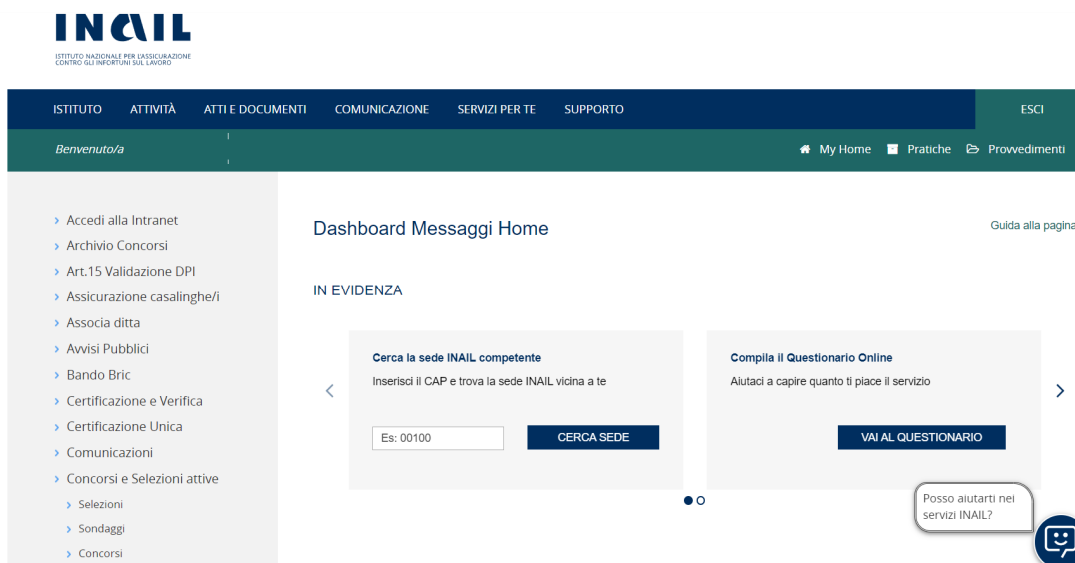 INAIL
ISTITUTO NAZIONALE PER L'ASSICURAZIONE
CONTRO GLI INFORTUNI SUL LAVORO
ISTITUTO ATTIVITÀ ATTI E DOCUMENTI COMUNICAZIONE SERVIZI PER TE SUPPORTO ESCI
Benvenuto/a My Home Pratiche Provvedimenti
Accedi alla Intranet
Archivio Concorsi
Art.15 Validazione DPI
Assicurazione casalinghe/i
Associa ditta
Avvisi Pubblici
Bando Bric
Certificazione e Verifica
Certificazione Unica
Comunicazioni
Concorsi e Selezioni attive
Selezioni
Sondaggi
Concorsi
Dashboard Messaggi Home Guida alla pagina
IN EVIDENZA
Cerca la sede INAIL competente
Inserisci il CAP e trova la sede INAIL vicina a te
Es: 00100 CERCA SEDE
Compila il Questionario Online
Aiutaci a capire quanto ti piace il servizio
VAI AL QUESTIONARIO
Posso aiutarti nei
servizi INAIL?